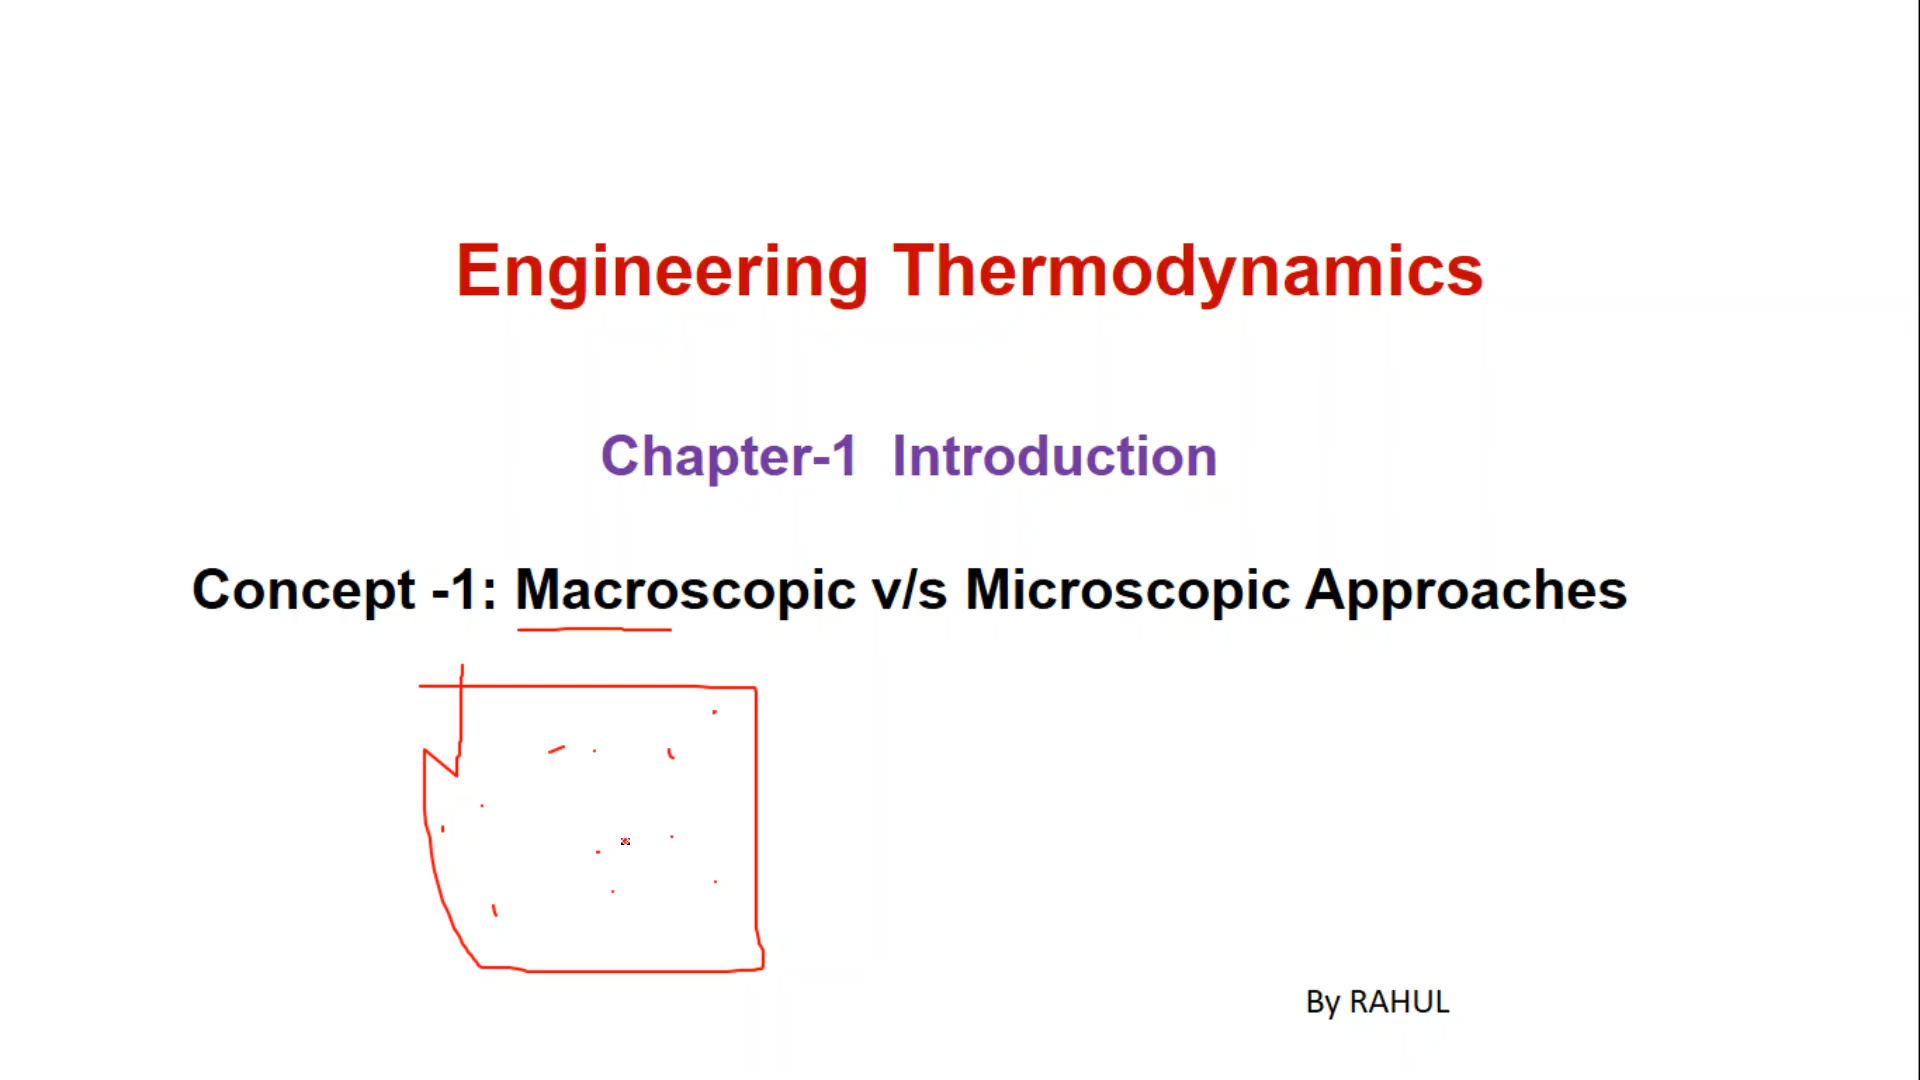 Engineering Thermodynamics
Chapter-1 Introduction
Concept -1: Macroscopic v/s Microscopic Approaches
By RAHUL